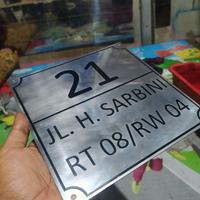 21
JL. H. SARBINI
RT 08/RW 04